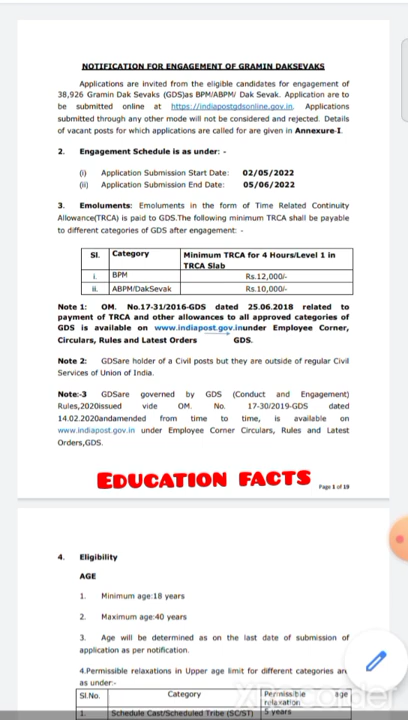 NOTIFICATION FOR ENGAGEMENT OF GRAMIN DAKSEVAKS
Applications are invited from the eligible candidates for engagement of
38,926 Gramin Dak Sevaks (GDS)as BPM/ABPM/ Dak Sevak. Application are to
be submitted online at https://indiapostgdsonline.gov.in. Applications
submitted through any other mode will not be considered and rejected. Details
of vacant posts for which applications are called for are given in Annexure-I.
2. Engagement Schedule is as under: -
(i) Application Submission Start Date: 02/05/2022
(ii) Application Submission End Date: 05/06/2022
3. Emoluments: Emoluments in the form of Time Related Continuity
Allowance(TRCA) is paid to GDS.The following minimum TRCA shall be payable
to different categories of GDS after engagement: -
Sl. Category Minimum TRCA for 4 Hours/Level 1 in
TRCA Slab
i. BPM Rs.12,000/-
ii. ABPM/DakSevak Rs.10,000/-
Note 1: OM. No.17-31/2016-GDS dated 25.06.2018 related to
payment of TRCA and other allowances to all approved categories of
GDS is available on www.indiapost.gov.inunder Employee Corner,
Circulars, Rules and Latest Orders GDS.
Note 2: GDSare holder of a Civil posts but they are outside of regular Civil
Services of Union of India.
Note:-3 GDSare governed by GDS (Conduct and Engagement)
Rules,2020issued vide OM. No. 17-30/2019-GDS dated
14.02.2020andamended from time to time, is available on
www.indiapost.gov.in under Employee Corner Circulars, Rules and Latest
Orders,GDS.
EDUCATION FACTS
Page 1 of 19
4. Eligibility
AGE
1. Minimum age:18 years
2. Maximum age:40 years
3. Age will be determined as on the last date of submission of
application as per notification.
4.Permissible relaxations in Upper age limit for different categories are
as under:-
Sl.No. Category Permissible age
relaxation
1. Schedule Cast/Scheduled Tribe (SC/ST) 5 years